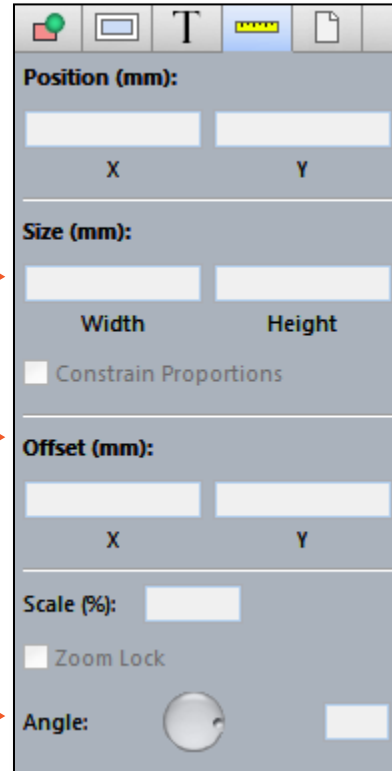 T
Position (mm):
X Y
Size (mm):
Width Height
Constrain Proportions
Offset (mm):
X Y
Scale (%):
Zoom Lock
Angle: